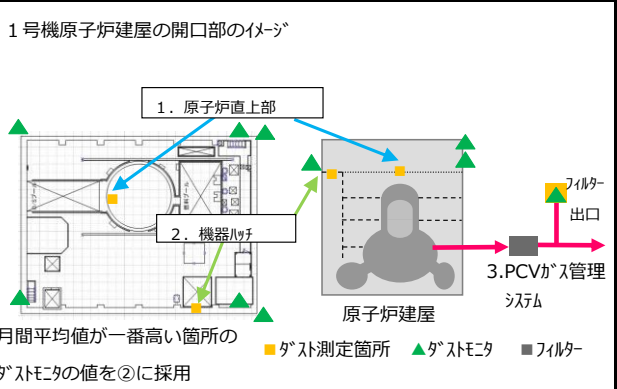 １号機原子炉建屋の開口部のｲﾒｰｼﾞ
１．原子炉直上部
２．機器ﾊｯﾁ
ﾌｨﾙﾀｰ
出口
3.PCVｶﾞｽ管理
ｼｽﾃﾑ
原子炉建屋
月間平均値が一番高い箇所の
ﾀﾞｽﾄﾓﾆﾀの値を②に採用
ﾀﾞｽﾄ測定箇所 ﾀﾞｽﾄﾓﾆﾀ ﾌｨﾙﾀｰ